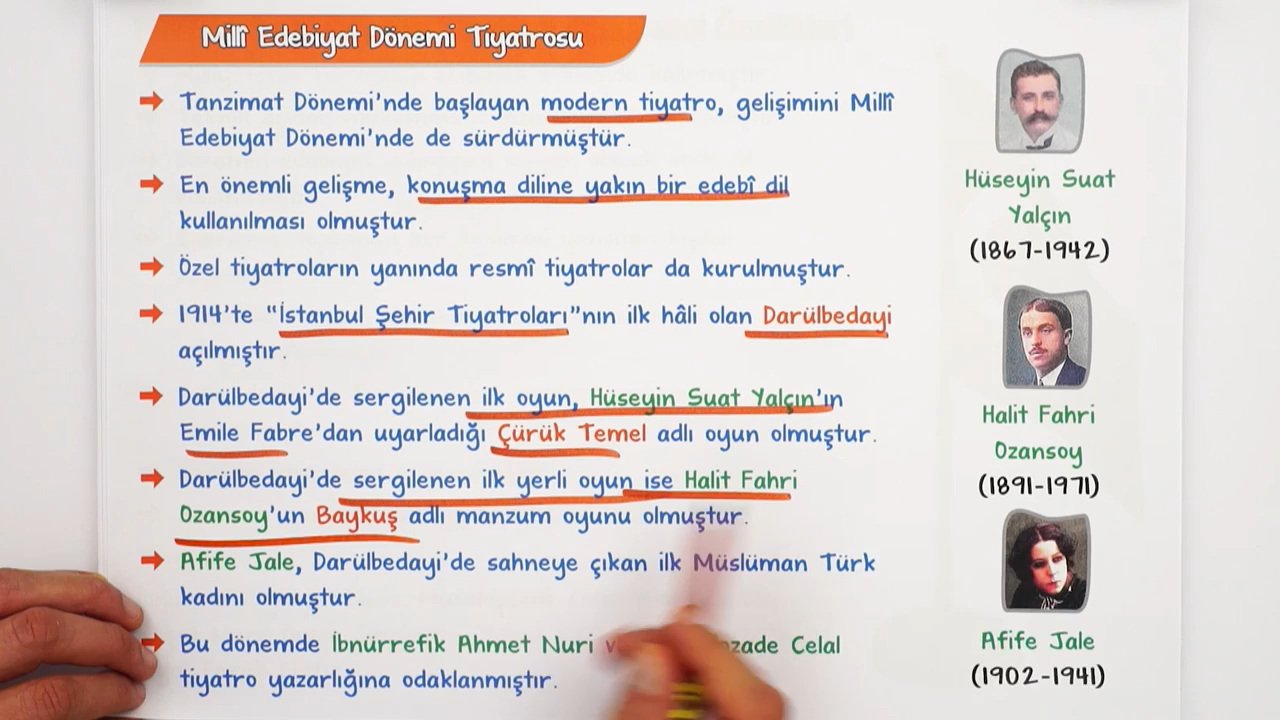 Millî Edebiyat Dönemi Tiyatrosu
Tanzimat Dönemi'nde başlayan modern tiyatro, gelişimini Millî
Edebiyat Dönemi'nde de sürdürmüştür.
En önemli gelişme, konuşma diline yakın bir edebî dil
kullanılması olmuştur.
Özel tiyatroların yanında resmî tiyatrolar da kurulmuştur.
1914'te “İstanbul Şehir Tiyatroları”nın ilk hâli olan Darülbedayi
açılmıştır.
Darülbedayi'de sergilenen ilk oyun, Hüseyin Suat Yalçın'ın
Emile Fabre'dan uyarladığı Çürük Temel adlı oyun olmuştur.
Darülbedayi'de sergilenen ilk yerli oyun ise Halit Fahri
Ozansoy'un Baykuş adlı manzum oyunu olmuştur.
Afife Jale, Darülbedayi'de sahneye çıkan ilk Müslüman Türk
kadını olmuştur.
Bu dönemde İbnürrefik Ahmet Nuri Celal
tiyatro yazarlığına odaklanmıştır.
Hüseyin Suat
Yalçın
(1867-1942)
Halit Fahri
Ozansoy
(1891-1971)
Afife Jale
(1902-1941)